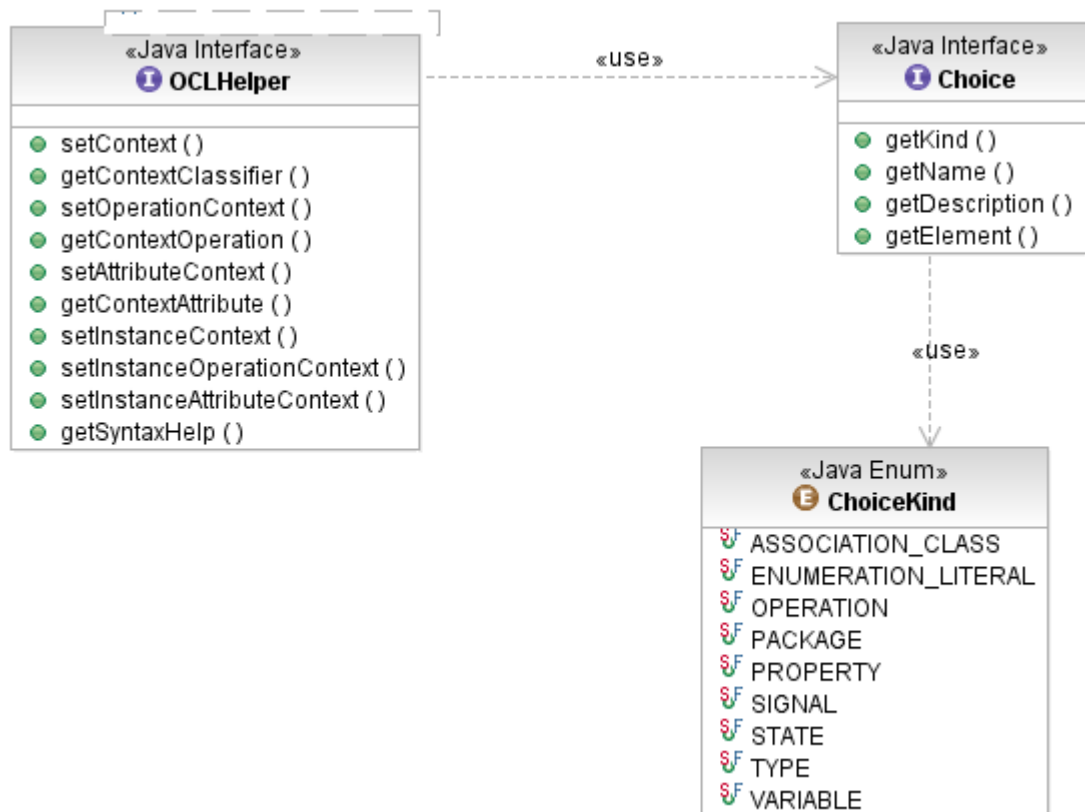 «Java Interface»
OCLHelper
setContext ( )
getContextClassifier ( )
setOperationContext ( )
getContextOperation ( )
setAttributeContext ( )
getContextAttribute ( )
setInstanceContext ( )
setInstanceOperationContext ( )
setInstanceAttributeContext ( )
getSyntaxHelp ( )
«use»
«Java Interface»
Choice
getKind ( )
getName ( )
getDescription ( )
getElement ( )
«use»
«Java Enum»
ChoiceKind
ASSOCIATION_CLASS
ENUMERATION_LITERAL
OPERATION
PACKAGE
PROPERTY
SIGNAL
STATE
TYPE
VARIABLE